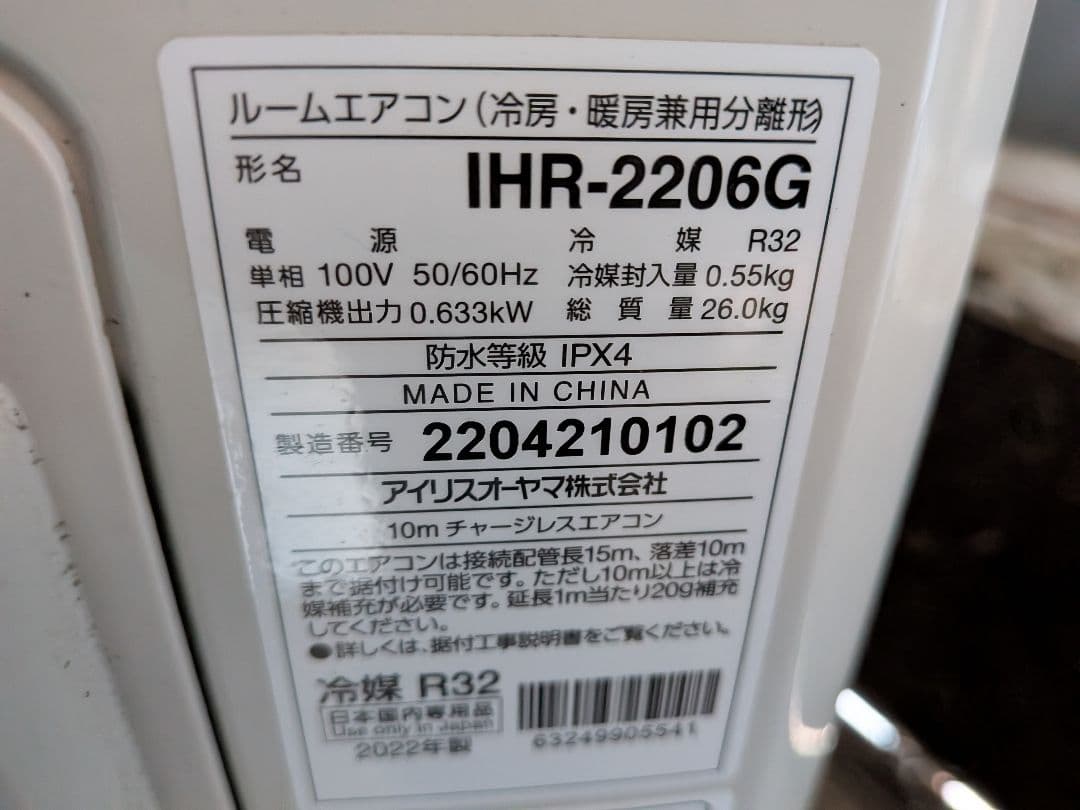 ルームエアコン(冷房・暖房兼用分離形)
形名 IHR-2206G
電源 冷媒 R32
単相 100V 50/60Hz 冷媒封入量 0.55kg
圧縮機出力 0.633kW 総質量 26.0kg
防水等級 IPX4
MADE IN CHINA
製造番号 2204210102
アイリスオーヤマ株式会社
10mチャージレスエアコン
このエアコンは接続配管長15m、落差10m
まで据付け可能です。ただし10m以上は冷
媒補充が必要です。延長1m当たり20g補充
してください。
●詳しくは、据付工事説明書をご覧ください。
冷媒 R32
日本国内専用品
Use only in Japan
2022年製
63249905541